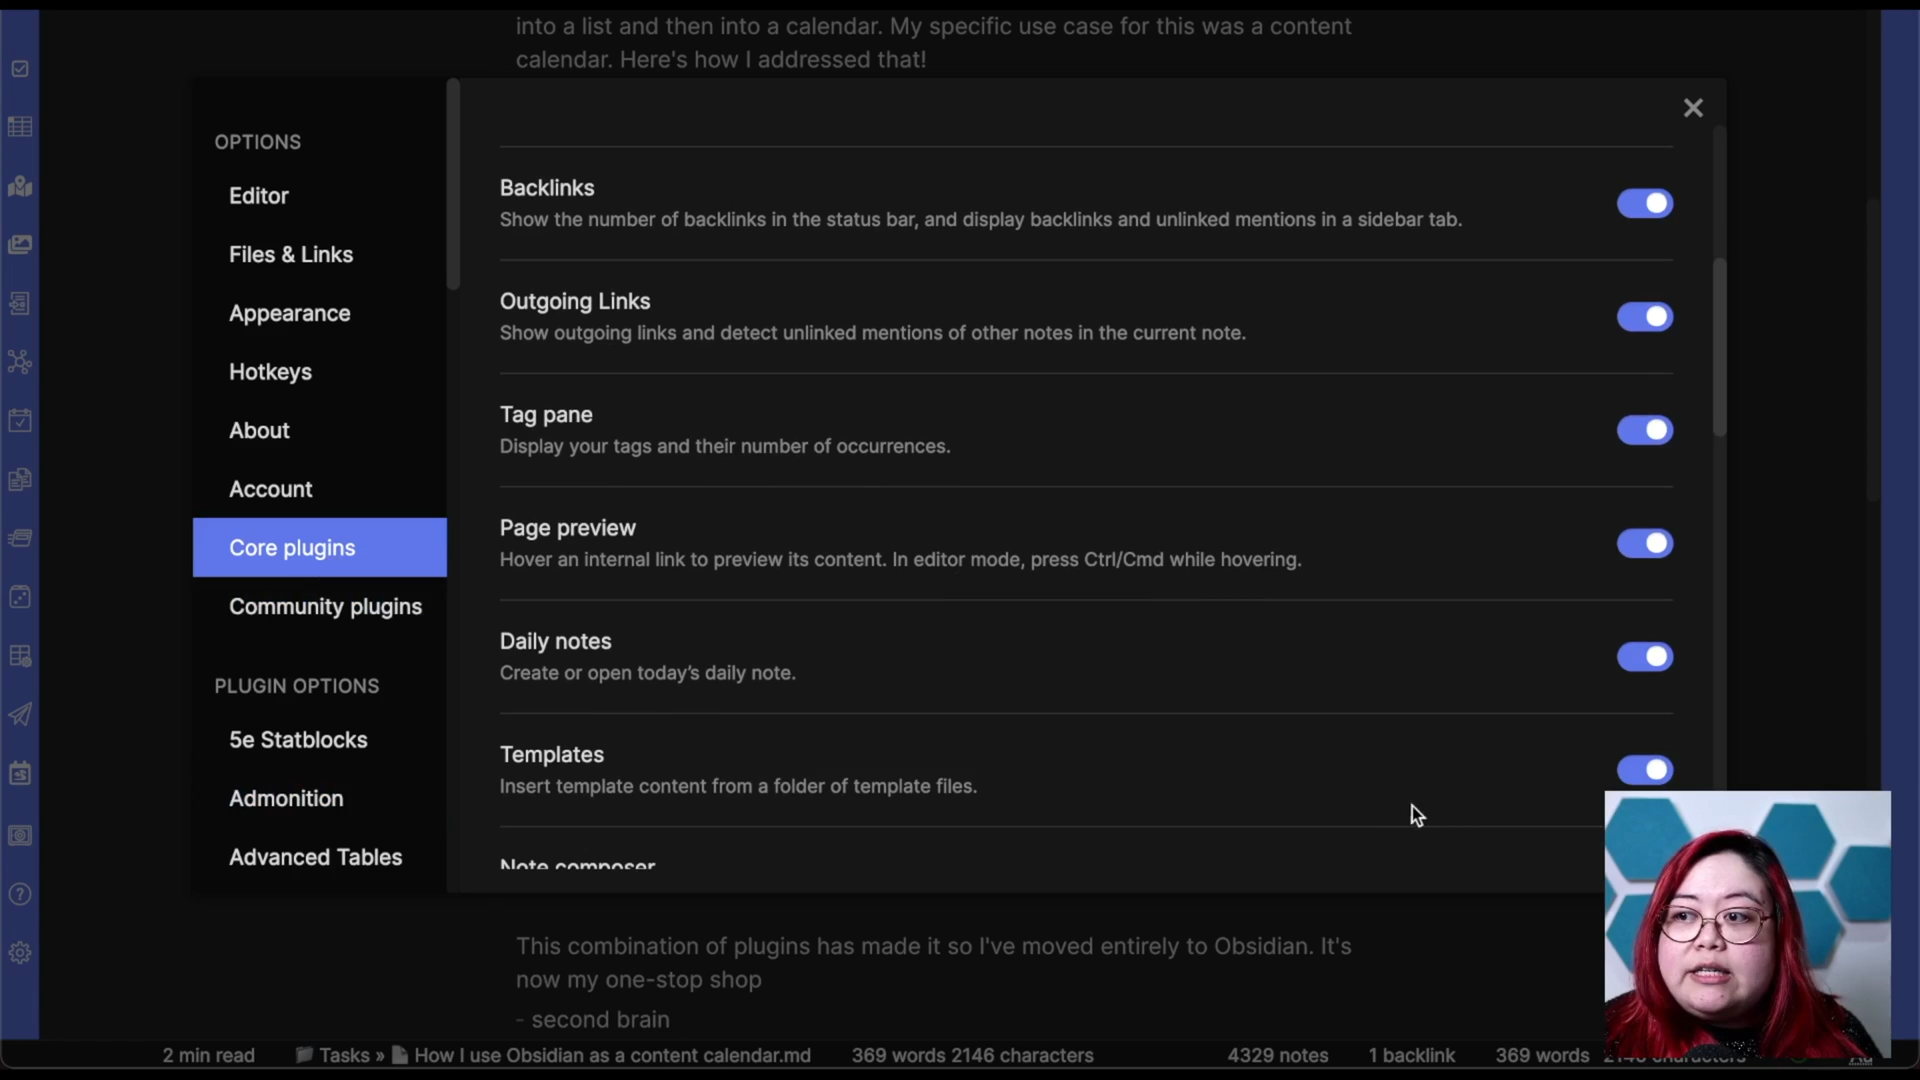 into a list and then into a calendar. My specific use case for this was a content
calendar. Here's how I addressed that!
OPTIONS
Editor
Files & Links
Appearance
Hotkeys
About
Account
Core plugins
Community plugins
PLUGIN OPTIONS
5e Statblocks
Admonition
Advanced Tables
Backlinks
Show the number of backlinks in the status bar, and display backlinks and unlinked mentions in a sidebar tab.
Outgoing Links
Show outgoing links and detect unlinked mentions of other notes in the current note.
Tag pane
Display your tags and their number of occurrences.
Page preview
Hover an internal link to preview its content. In editor mode, press Ctrl/Cmd while hovering.
Daily notes
Create or open today's daily note.
Templates
Insert template content from a folder of template files.
Note composer
This combination of plugins has made it so I've moved entirely to Obsidian. It's
now my one-stop shop
- second brain
2 min read Tasks » How I use Obsidian as a content calendar.md 369 words 2146 characters 4329 notes 1 backlink 369 words 2146 characters